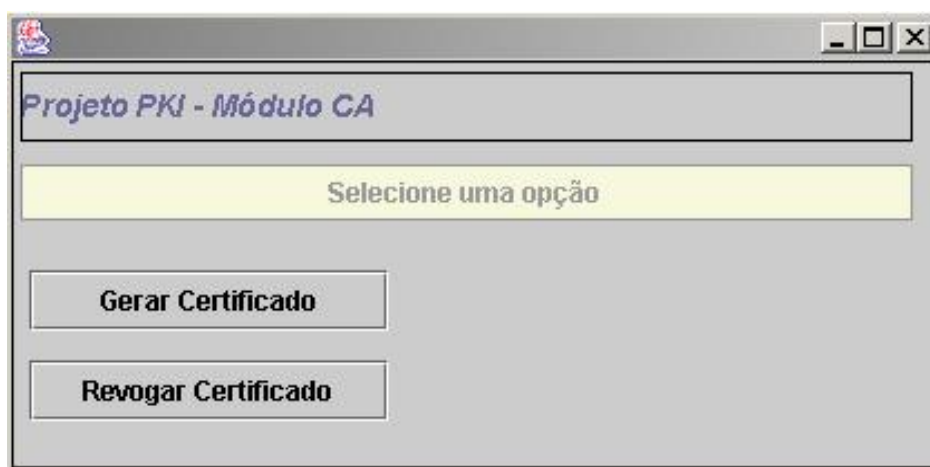 Projeto PKI - Módulo CA
Selecione uma opção
Gerar Certificado
Revogar Certificado